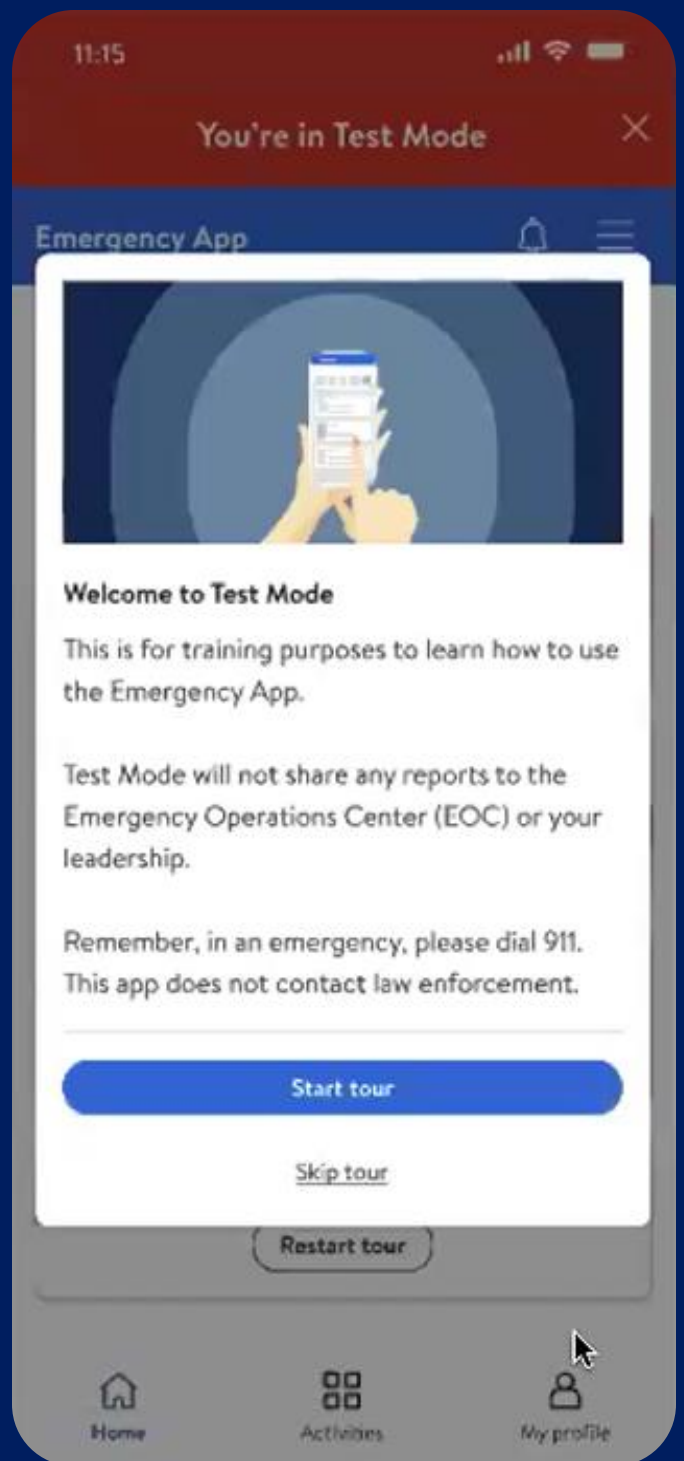 11:15
You're in Test Mode
Emergency App
Welcome to Test Mode
This is for training purposes to learn how to use
the Emergency App.
Test Mode will not share any reports to the
Emergency Operations Center (EOC) or your
leadership.
Remember, in an emergency, please dial 911.
This app does not contact law enforcement.
Start tour
Skip tour
Restart tour
Home
Activities
My profile